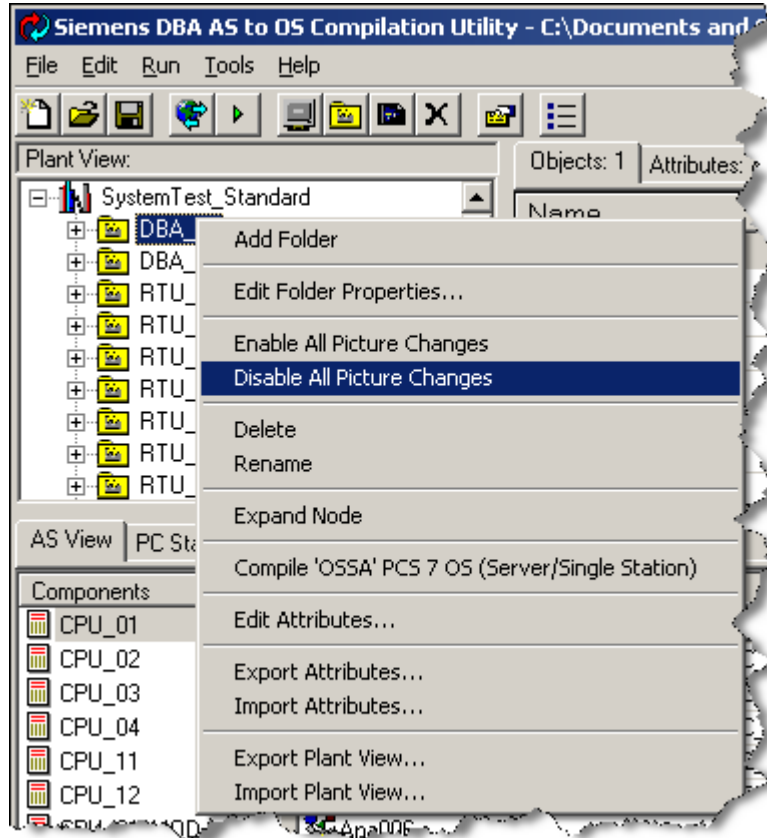 Siemens DBA AS to OS Compilation Utility - C:\Documents and
File Edit Run Tools Help
Plant View:
Objects: 1 Attributes:
SystemTest_Standard
Name
DBA_
DBA_
RTU_
RTU_
RTU_
RTU_
RTU_
RTU_
RTU_
Add Folder
Edit Folder Properties...
Enable All Picture Changes
Disable All Picture Changes
Delete
Rename
Expand Node
Compile 'OSSA' PCS 7 OS (Server/Single Station)
Edit Attributes...
Export Attributes...
Import Attributes...
Export Plant View...
Import Plant View...
AS View PC Sta
Components
CPU_01
CPU_02
CPU_03
CPU_04
CPU_11
CPU_12